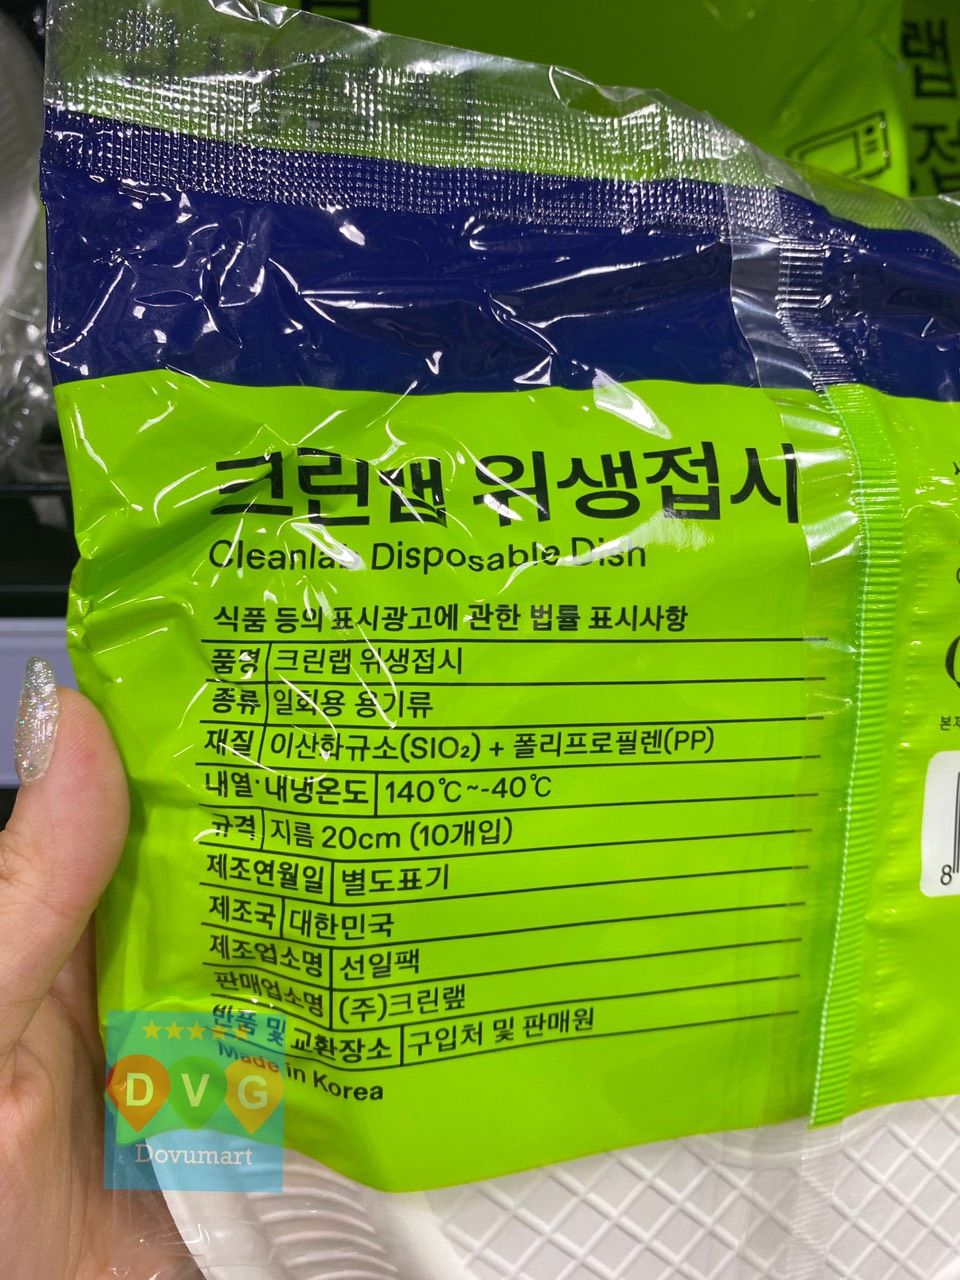 랩
접
크린랩 위생접시
Cleanlab Disposable Dish
식품 등의 표시광고에 관한 법률 표시사항
품명 크린랩 위생접시
종류 일회용 용기류
재질 이산화규소(SIO₂) + 폴리프로필렌(PP)
내열·내냉온도 140℃~-40℃
규격 지름 20cm (10개입)
제조연월일 별도표기
제조국 대한민국
제조업소명 선일팩
판매업소명 (주)크린랲
반품 및 교환장소 구입처 및 판매원
Made in Korea
본제
8
DVG
Dovumart